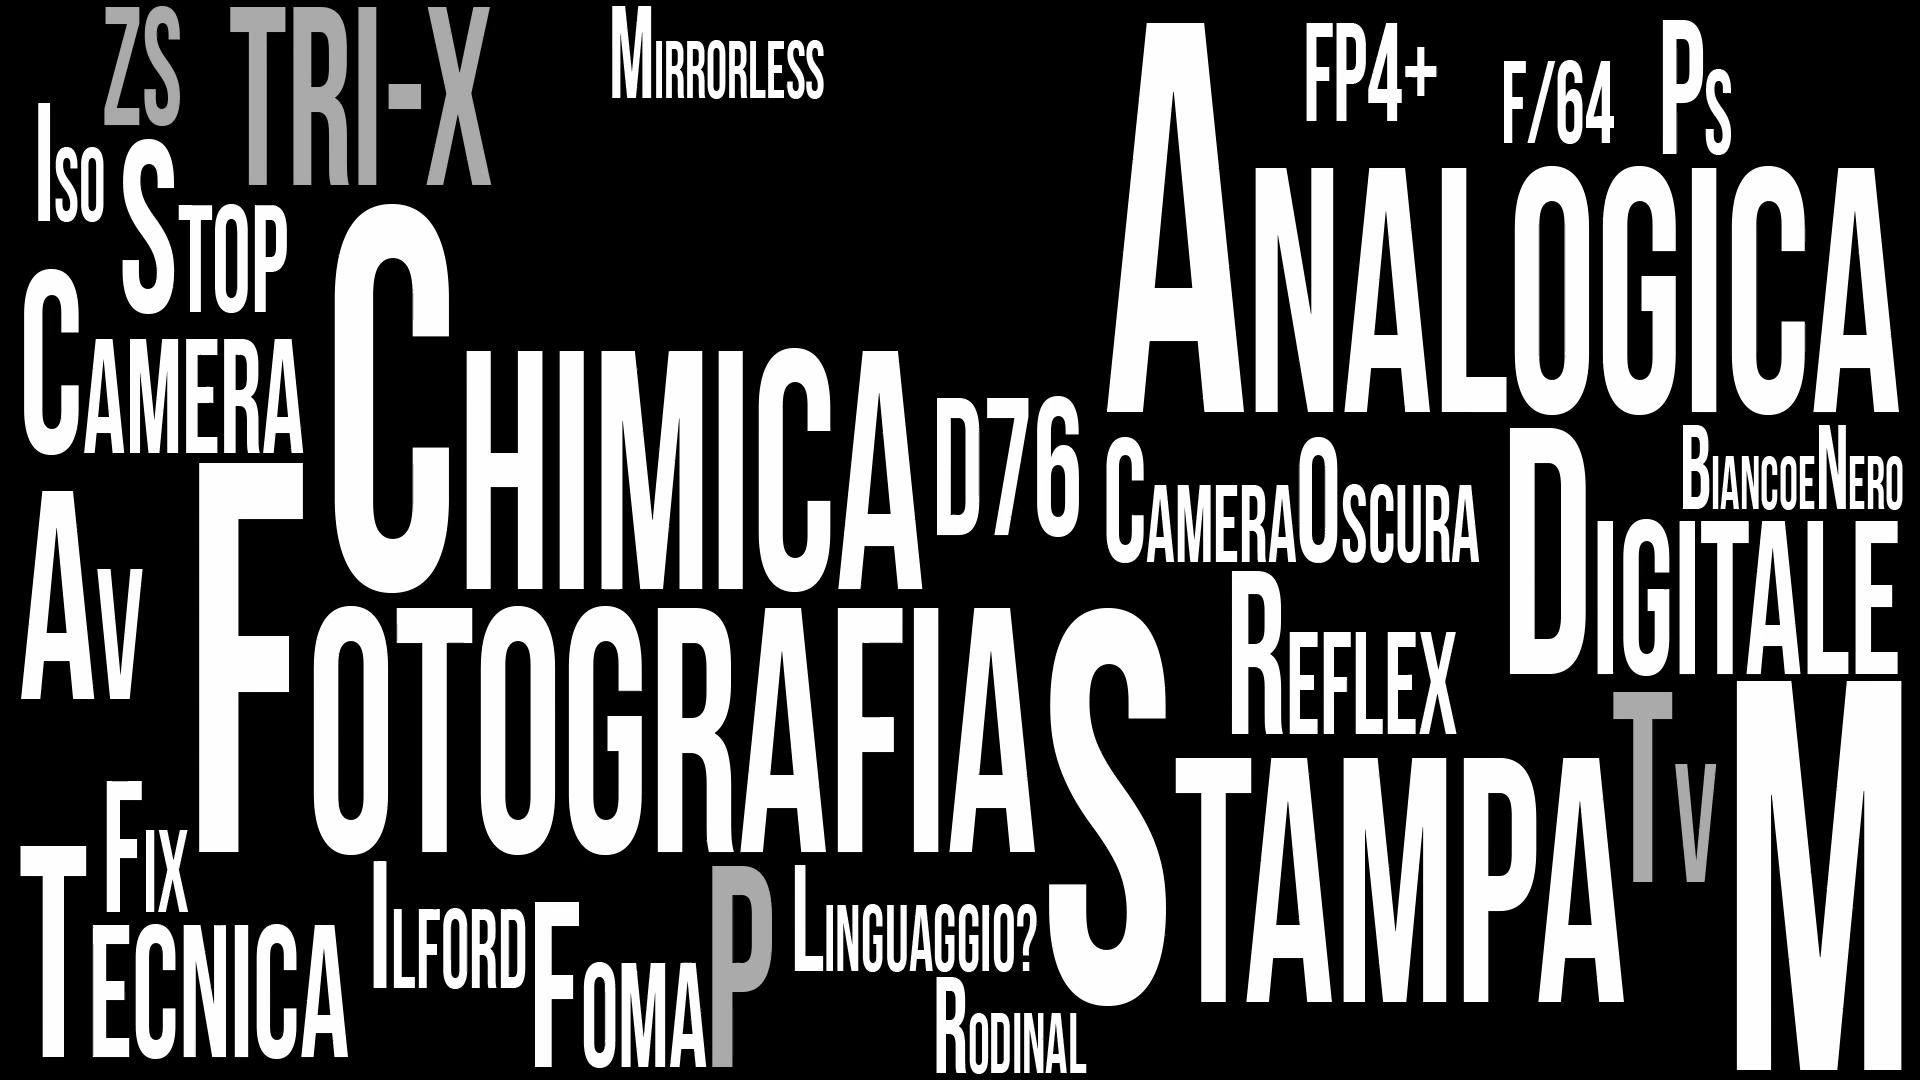 ZS
TRI-X
Mirrorless
FP4+
F/64
Ps
Iso
Stop
Analogica
Camera
Chimica
D76
CameraOscura
BiancoeNero
Digitale
Av
Fotografia
Reflex
Stampa
Tv
M
Fix
Tecnica
Ilford
Foma
P
Linguaggio?
Rodinal